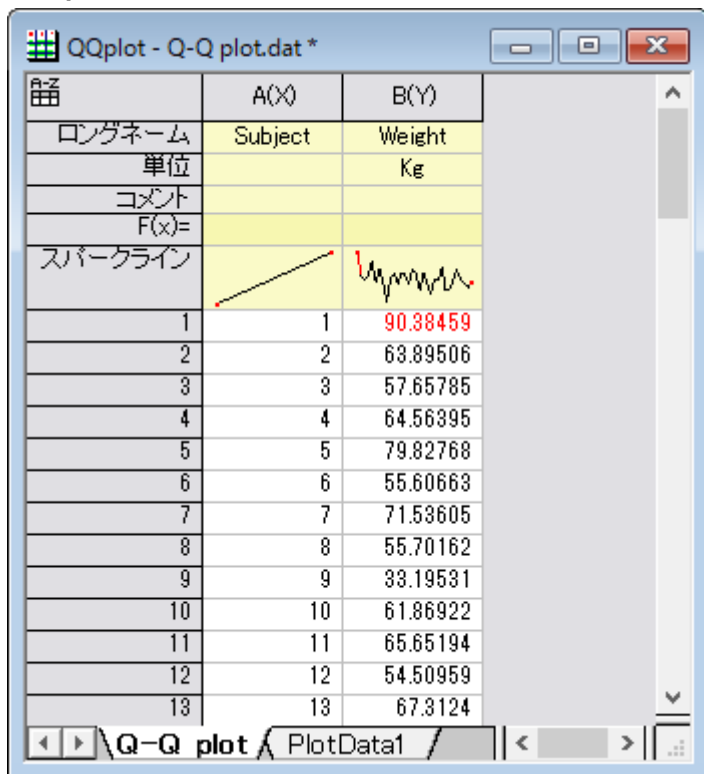 QQplot - Q-Q plot.dat *
A(X) B(Y)
ロングネーム Subject Weight
単位 Kg
コメント
F(x)=
スパークライン
1 1 90.38459
2 2 63.89506
3 3 57.65785
4 4 64.56395
5 5 79.82768
6 6 55.60663
7 7 71.53605
8 8 55.70162
9 9 33.19531
10 10 61.86922
11 11 65.65194
12 12 54.50959
13 13 67.3124
Q-Q plot PlotData1